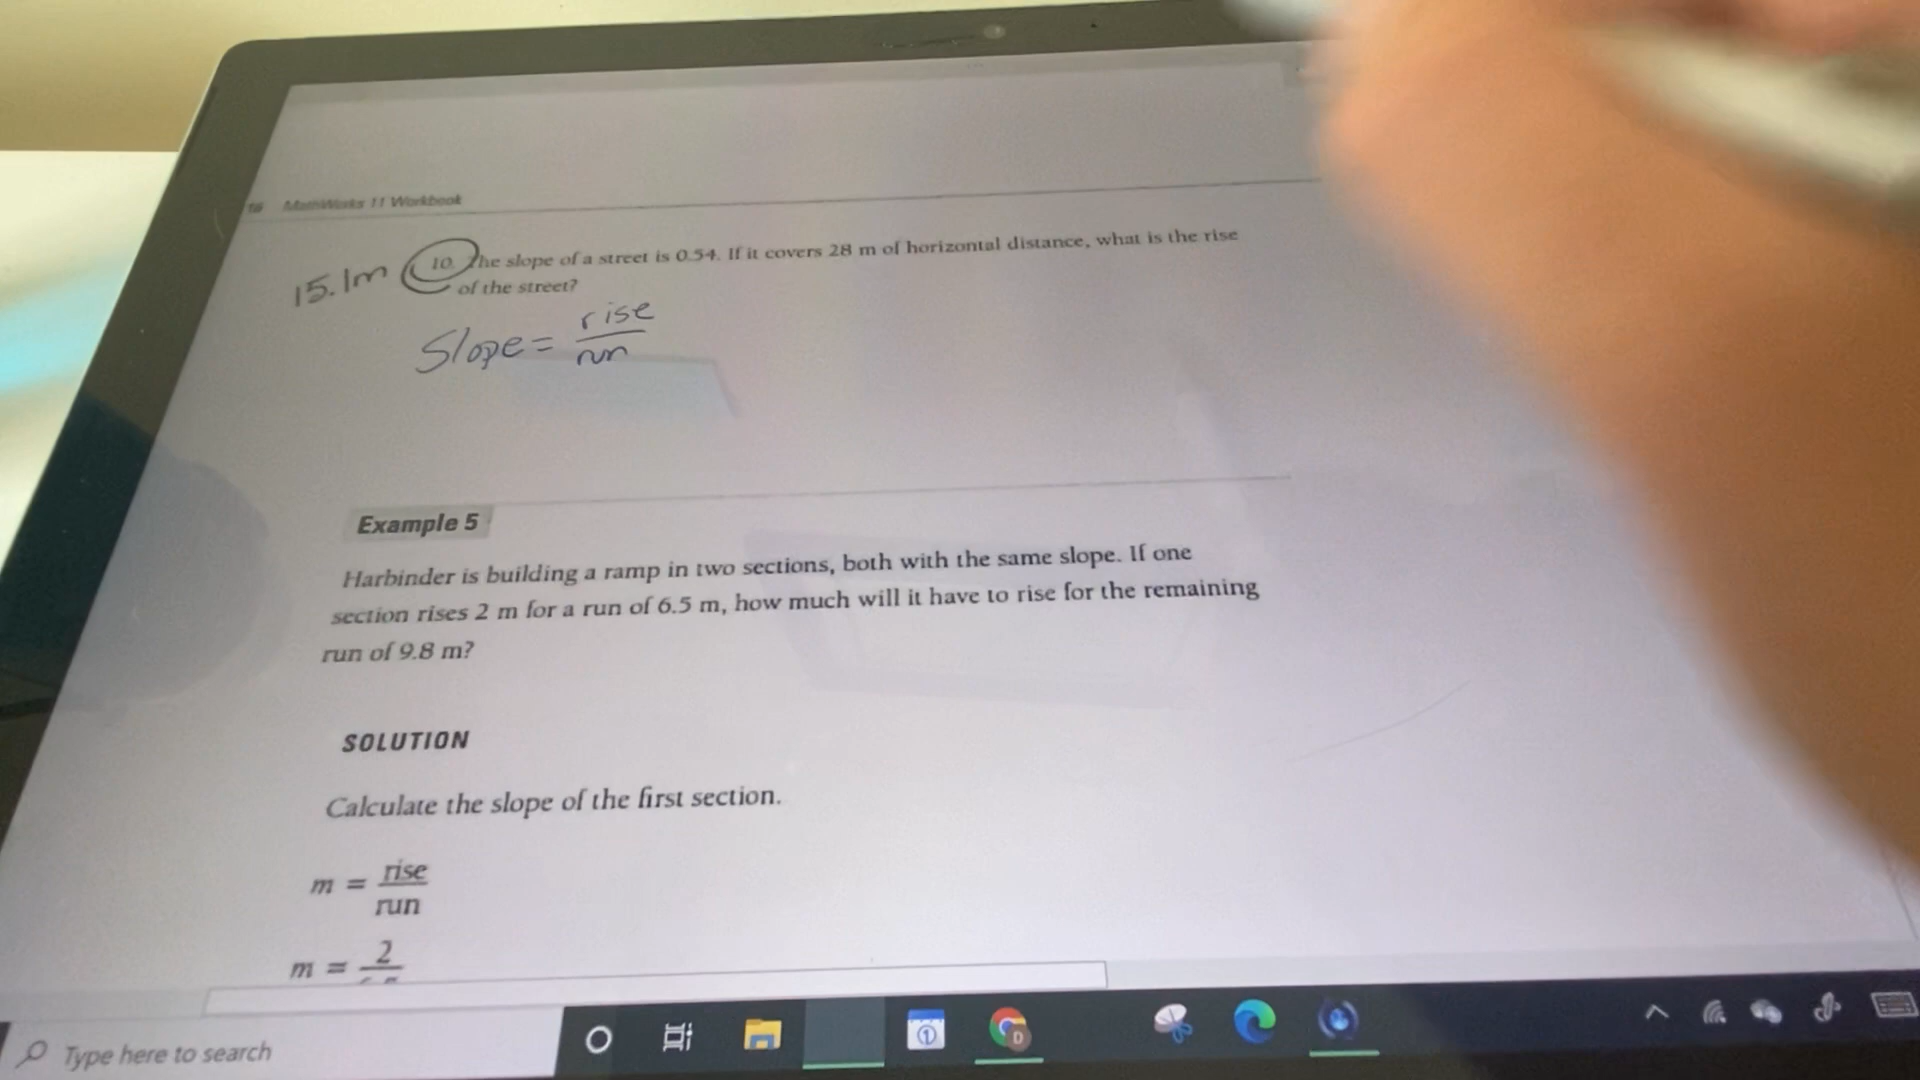 16 MathWorks 11 Workbook
15.1m
10. The slope of a street is 0.54. If it covers 28 m of horizontal distance, what is the rise
of the street?
Slope = rise
run
Example 5
Harbinder is building a ramp in two sections, both with the same slope. If one
section rises 2 m for a run of 6.5 m, how much will it have to rise for the remaining
run of 9.8 m?
SOLUTION
Calculate the slope of the first section.
m = rise
run
m = 2
Type here to search